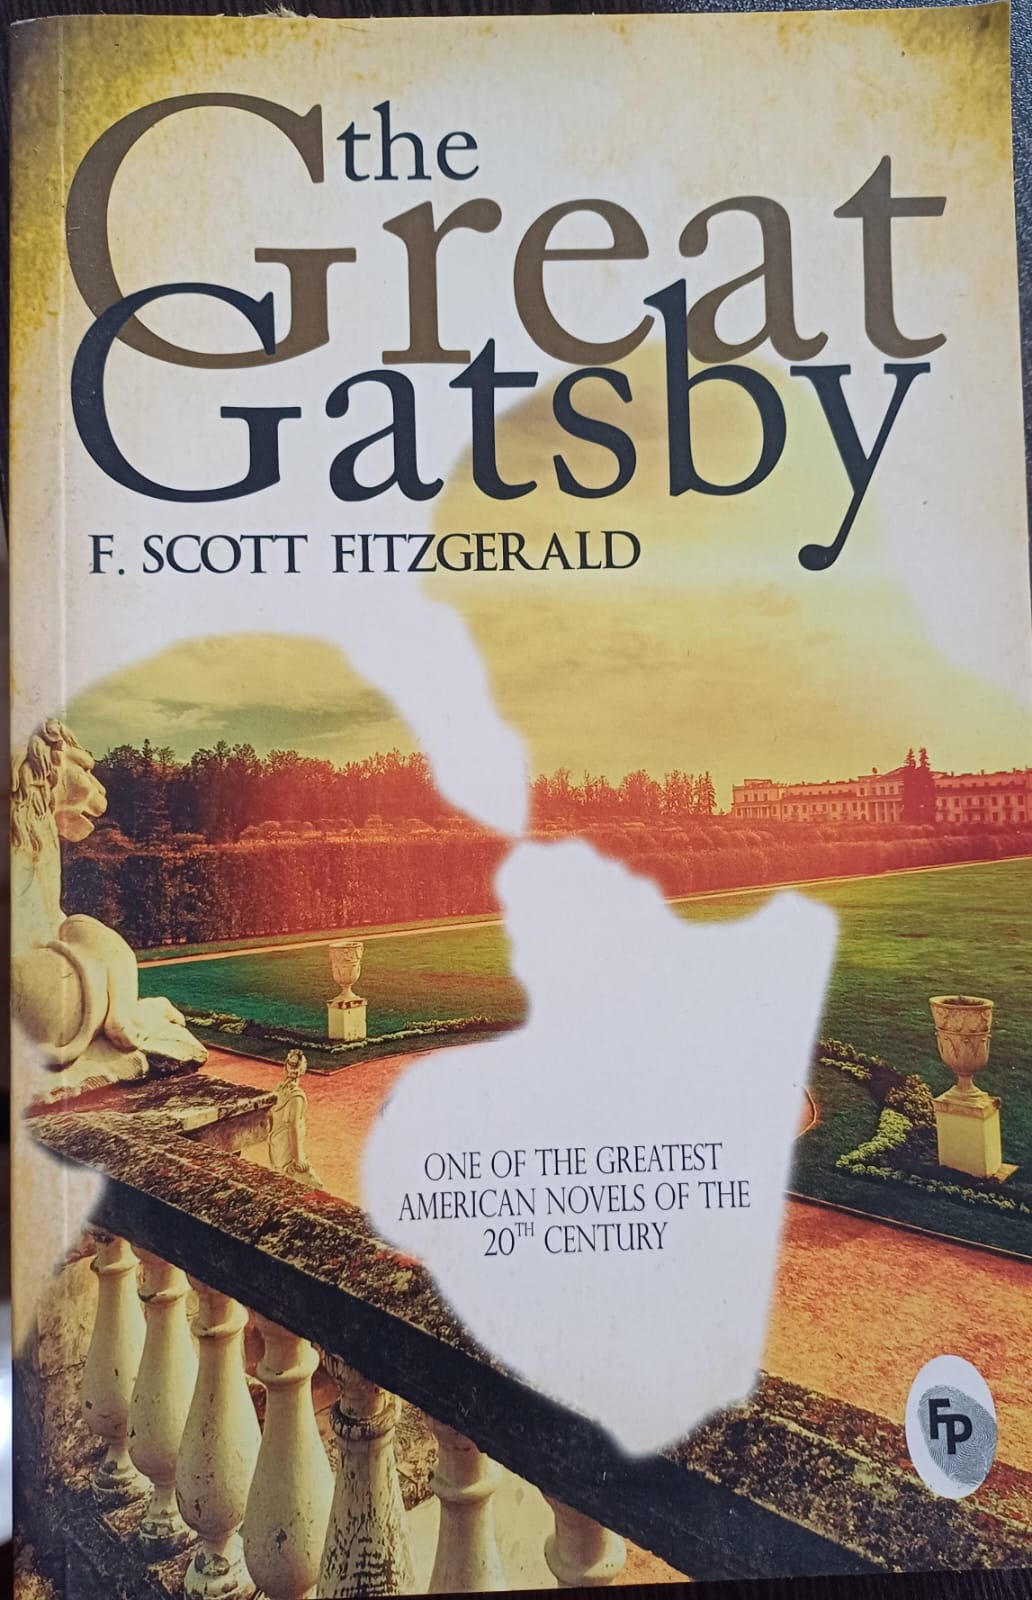 the
Great
Gatsby
F. SCOTT FITZGERALD
ONE OF THE GREATEST
AMERICAN NOVELS OF THE
20TH CENTURY
FP